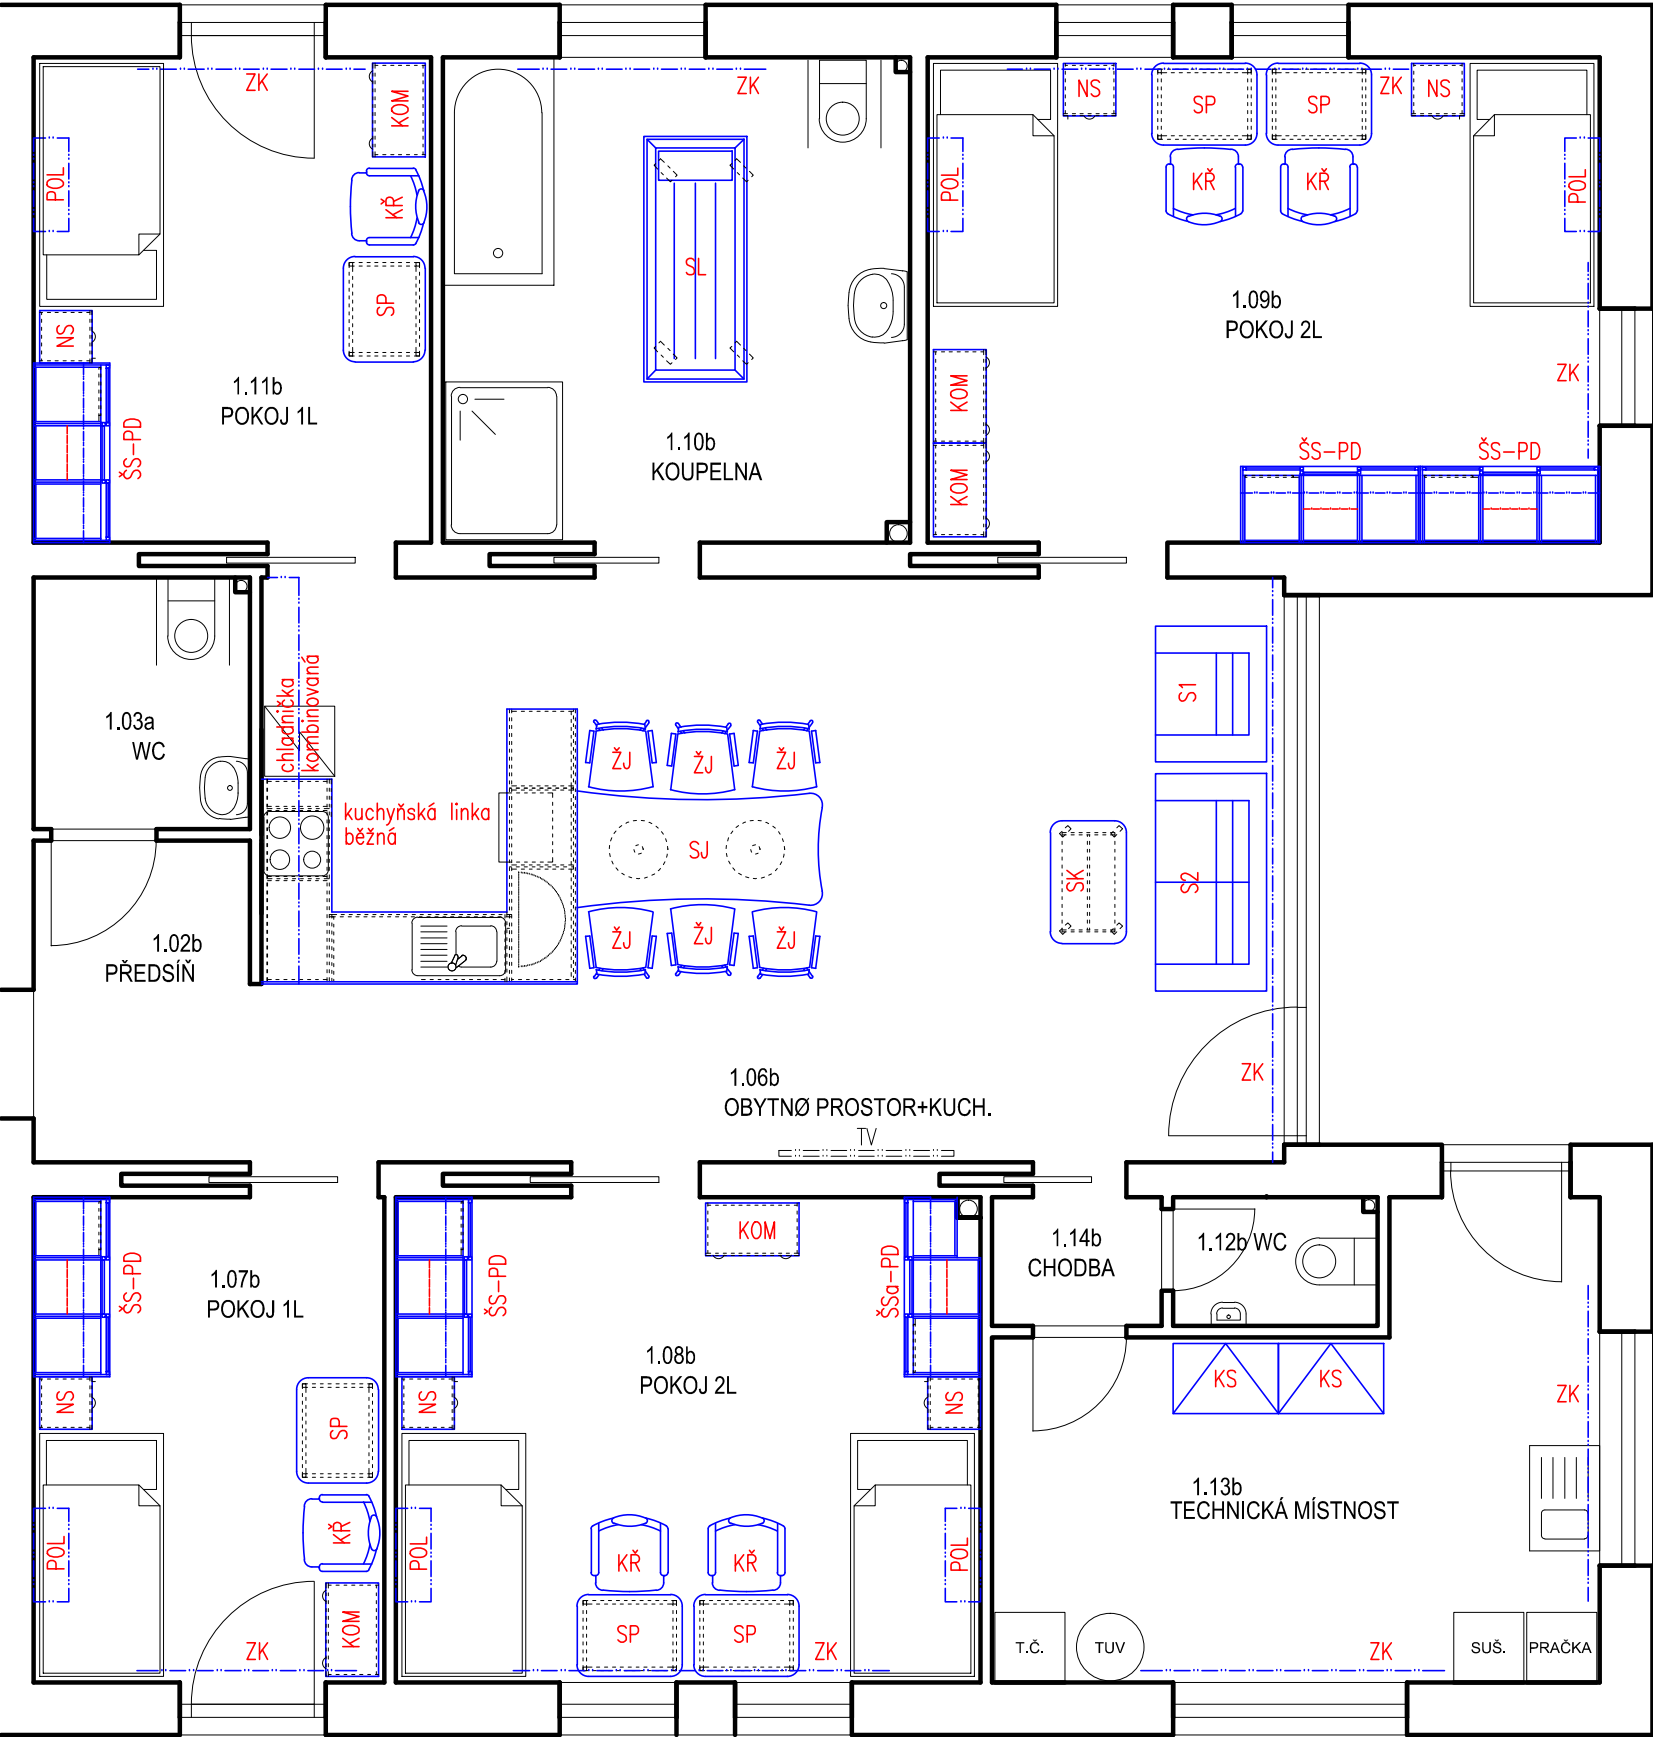 ZK
KOM
POL
KŘ
SP
NS
ŠS-PD
1.11b
POKOJ 1L
ZK
SL
1.10b
KOUPELNA
NS
SP
SP
ZK
NS
POL
KŘ
KŘ
POL
1.09b
POKOJ 2L
ZK
KOM
KOM
ŠS-PD
ŠS-PD
1.03a
WC
chladnička
kombinovaná
kuchyňská linka
běžná
ŽJ
ŽJ
ŽJ
SJ
ŽJ
ŽJ
ŽJ
S1
S2
SK
1.02b
PŘEDSÍŇ
ZK
1.06b
OBYTNØ PROSTOR+KUCH.
TV
ŠS-PD
1.07b
POKOJ 1L
NS
SP
KŘ
POL
KOM
ZK
ŠS-PD
KOM
ŠSa-PD
1.08b
POKOJ 2L
NS
NS
POL
KŘ
KŘ
POL
SP
SP
ZK
1.14b
CHODBA
1.12b WC
KS
KS
ZK
1.13b
TECHNICKÁ MÍSTNOST
T.Č.
TUV
ZK
SUŠ.
PRAČKA